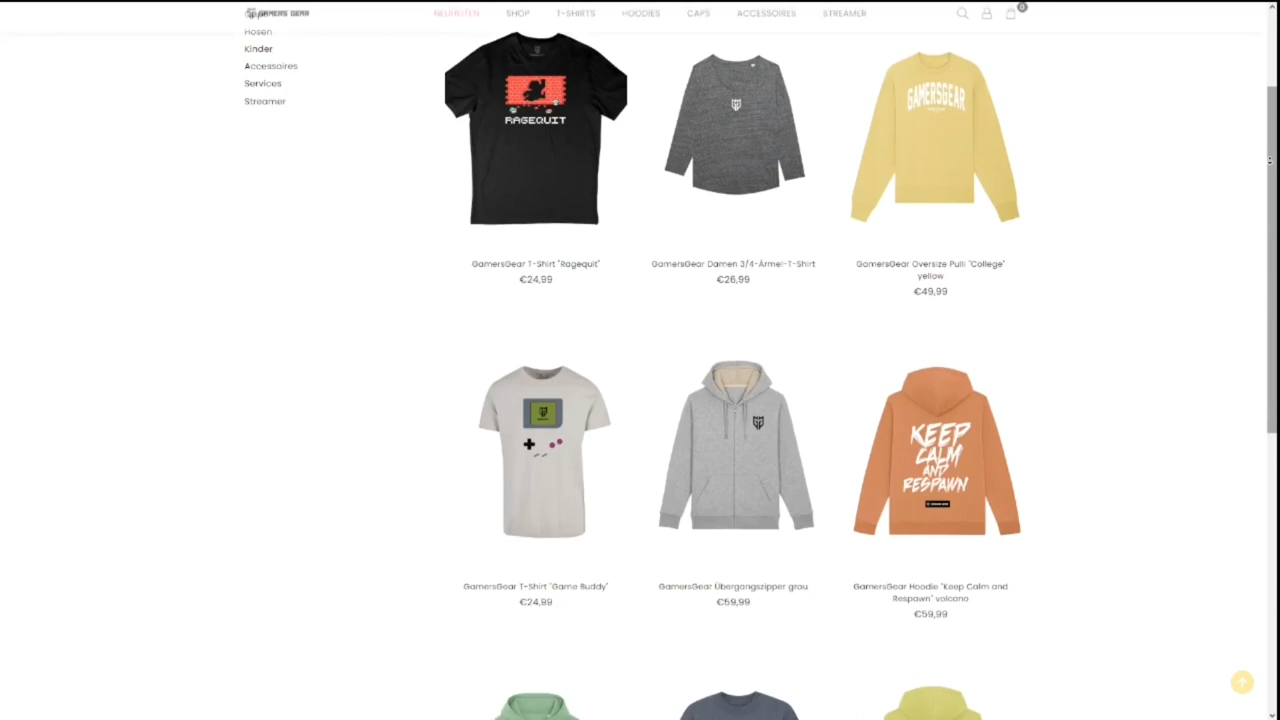 GAMERS GEAR
NEUHEITEN SHOP T-SHIRTS HOODIES CAPS ACCESSOIRES STREAMER
0
Hosen
Kinder
Accessoires
Services
Streamer
RAGEQUIT
GAMERSGEAR
GamersGear T-Shirt "Ragequit"
€24,99
GamersGear Damen 3/4-Ärmel-T-Shirt
€26,99
GamersGear Oversize Pulli "College"
yellow
€49,99
KEEP
CALM
AND
RESPAWN
GamersGear T-Shirt "Game Buddy"
€24,99
GamersGear Übergangszipper grau
€59,99
GamersGear Hoodie "Keep Calm and
Respawn" volcano
€59,99